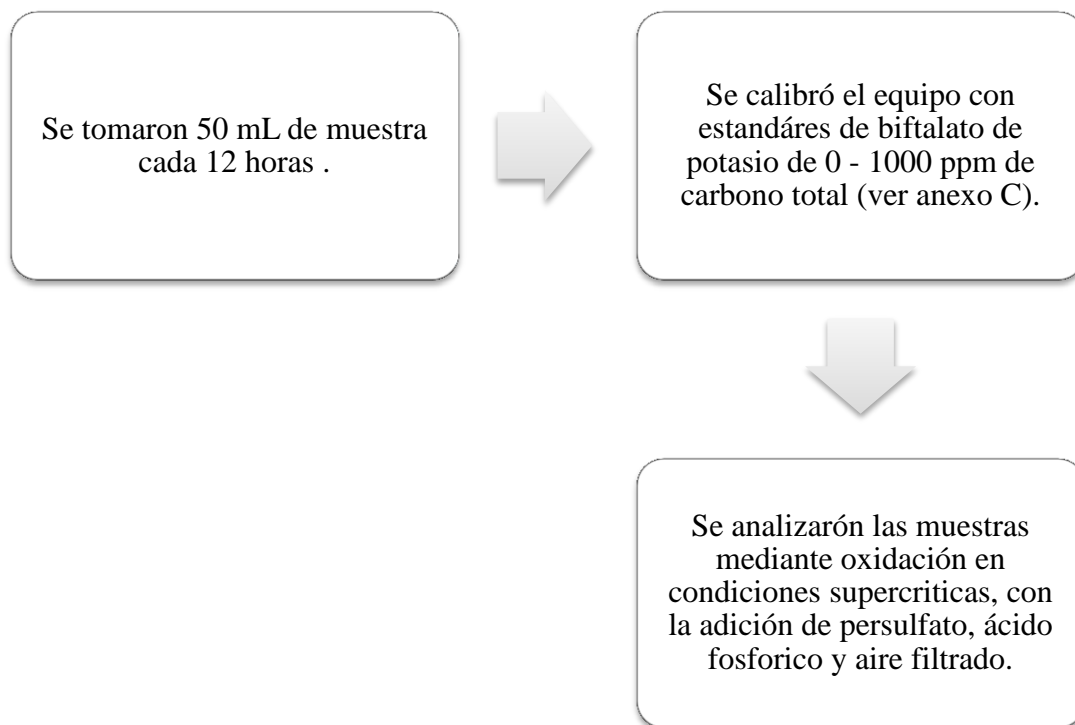 Se tomaron 50 mL de muestra
cada 12 horas .
Se calibró el equipo con
estandáres de biftalato de
potasio de 0 - 1000 ppm de
carbono total (ver anexo C).
Se analizarón las muestras
mediante oxidación en
condiciones supercriticas, con
la adición de persulfato, ácido
fosforico y aire filtrado.